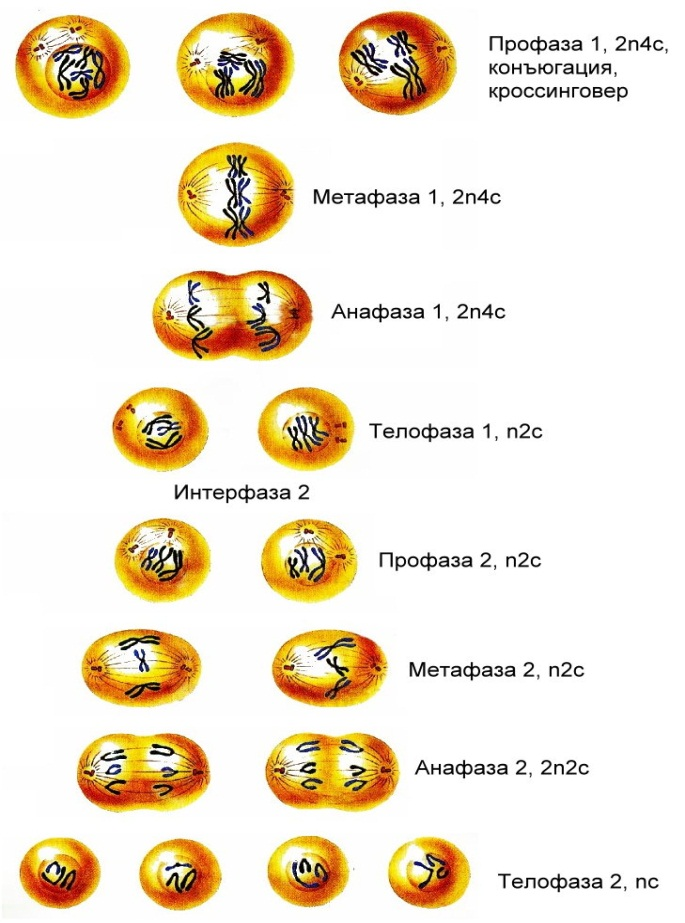 Профаза 1, 2n4c,
конъюгация,
кроссинговер
Метафаза 1, 2n4c
Анафаза 1, 2n4c
Телофаза 1, n2c
Интерфаза 2
Профаза 2, n2c
Метафаза 2, n2c
Анафаза 2, 2n2c
Телофаза 2, nc